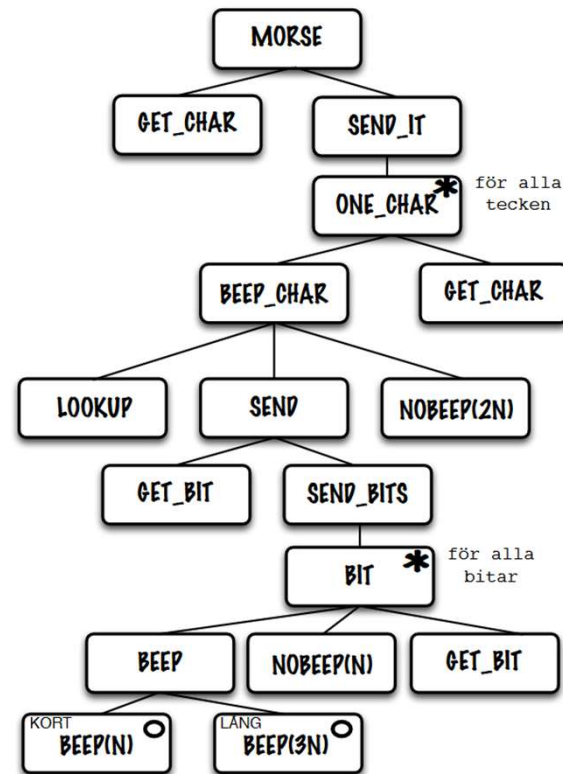 MORSE
GET_CHAR
SEND_IT
ONE_CHAR *
för alla
tecken
BEEP_CHAR
GET_CHAR
LOOKUP
SEND
NOBEEP(2N)
GET_BIT
SEND_BITS
BIT *
för alla
bitar
BEEP
NOBEEP(N)
GET_BIT
KORT
BEEP(N)
LÅNG
BEEP(3N)